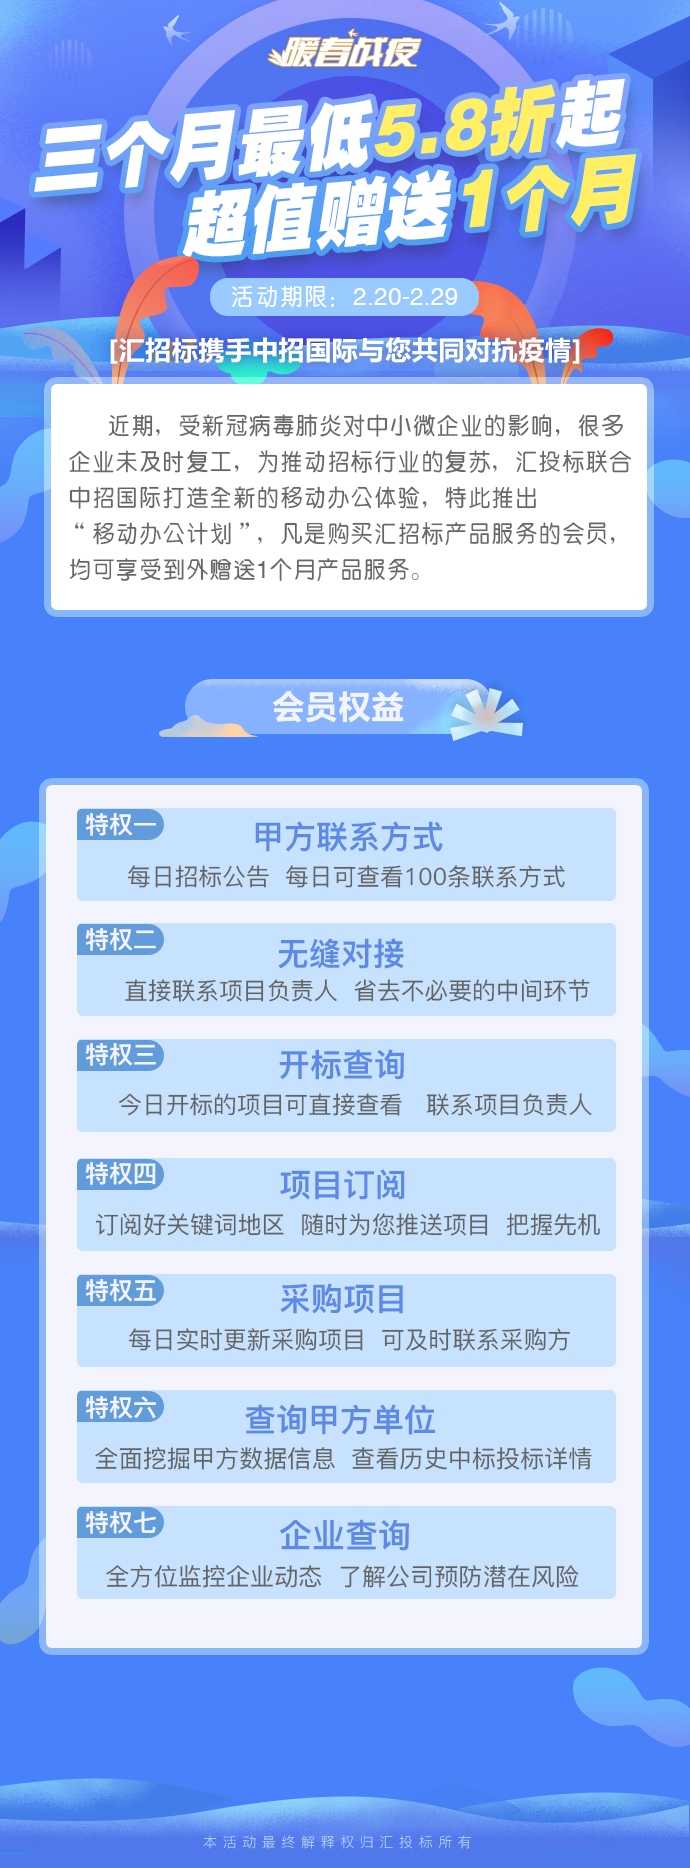 暖春战疫
三个月最低5.8折起
超值赠送1个月
活动期限：2.20-2.29
[汇招标携手中招国际与您共同对抗疫情]
近期，受新冠病毒肺炎对中小微企业的影响，很多
企业未及时复工，为推动招标行业的复苏，汇投标联合
中招国际打造全新的移动办公体验，特此推出
“移动办公计划”，凡是购买汇招标产品服务的会员，
均可享受到外赠送1个月产品服务。
会员权益
特权一
甲方联系方式
每日招标公告 每日可查看100条联系方式
特权二
无缝对接
直接联系项目负责人 省去不必要的中间环节
特权三
开标查询
今日开标的项目可直接查看 联系项目负责人
特权四
项目订阅
订阅好关键词地区 随时为您推送项目 把握先机
特权五
采购项目
每日实时更新采购项目 可及时联系采购方
特权六
查询甲方单位
全面挖掘甲方数据信息 查看历史中标投标详情
特权七
企业查询
全方位监控企业动态 了解公司预防潜在风险
本活动最终解释权归汇投标所有